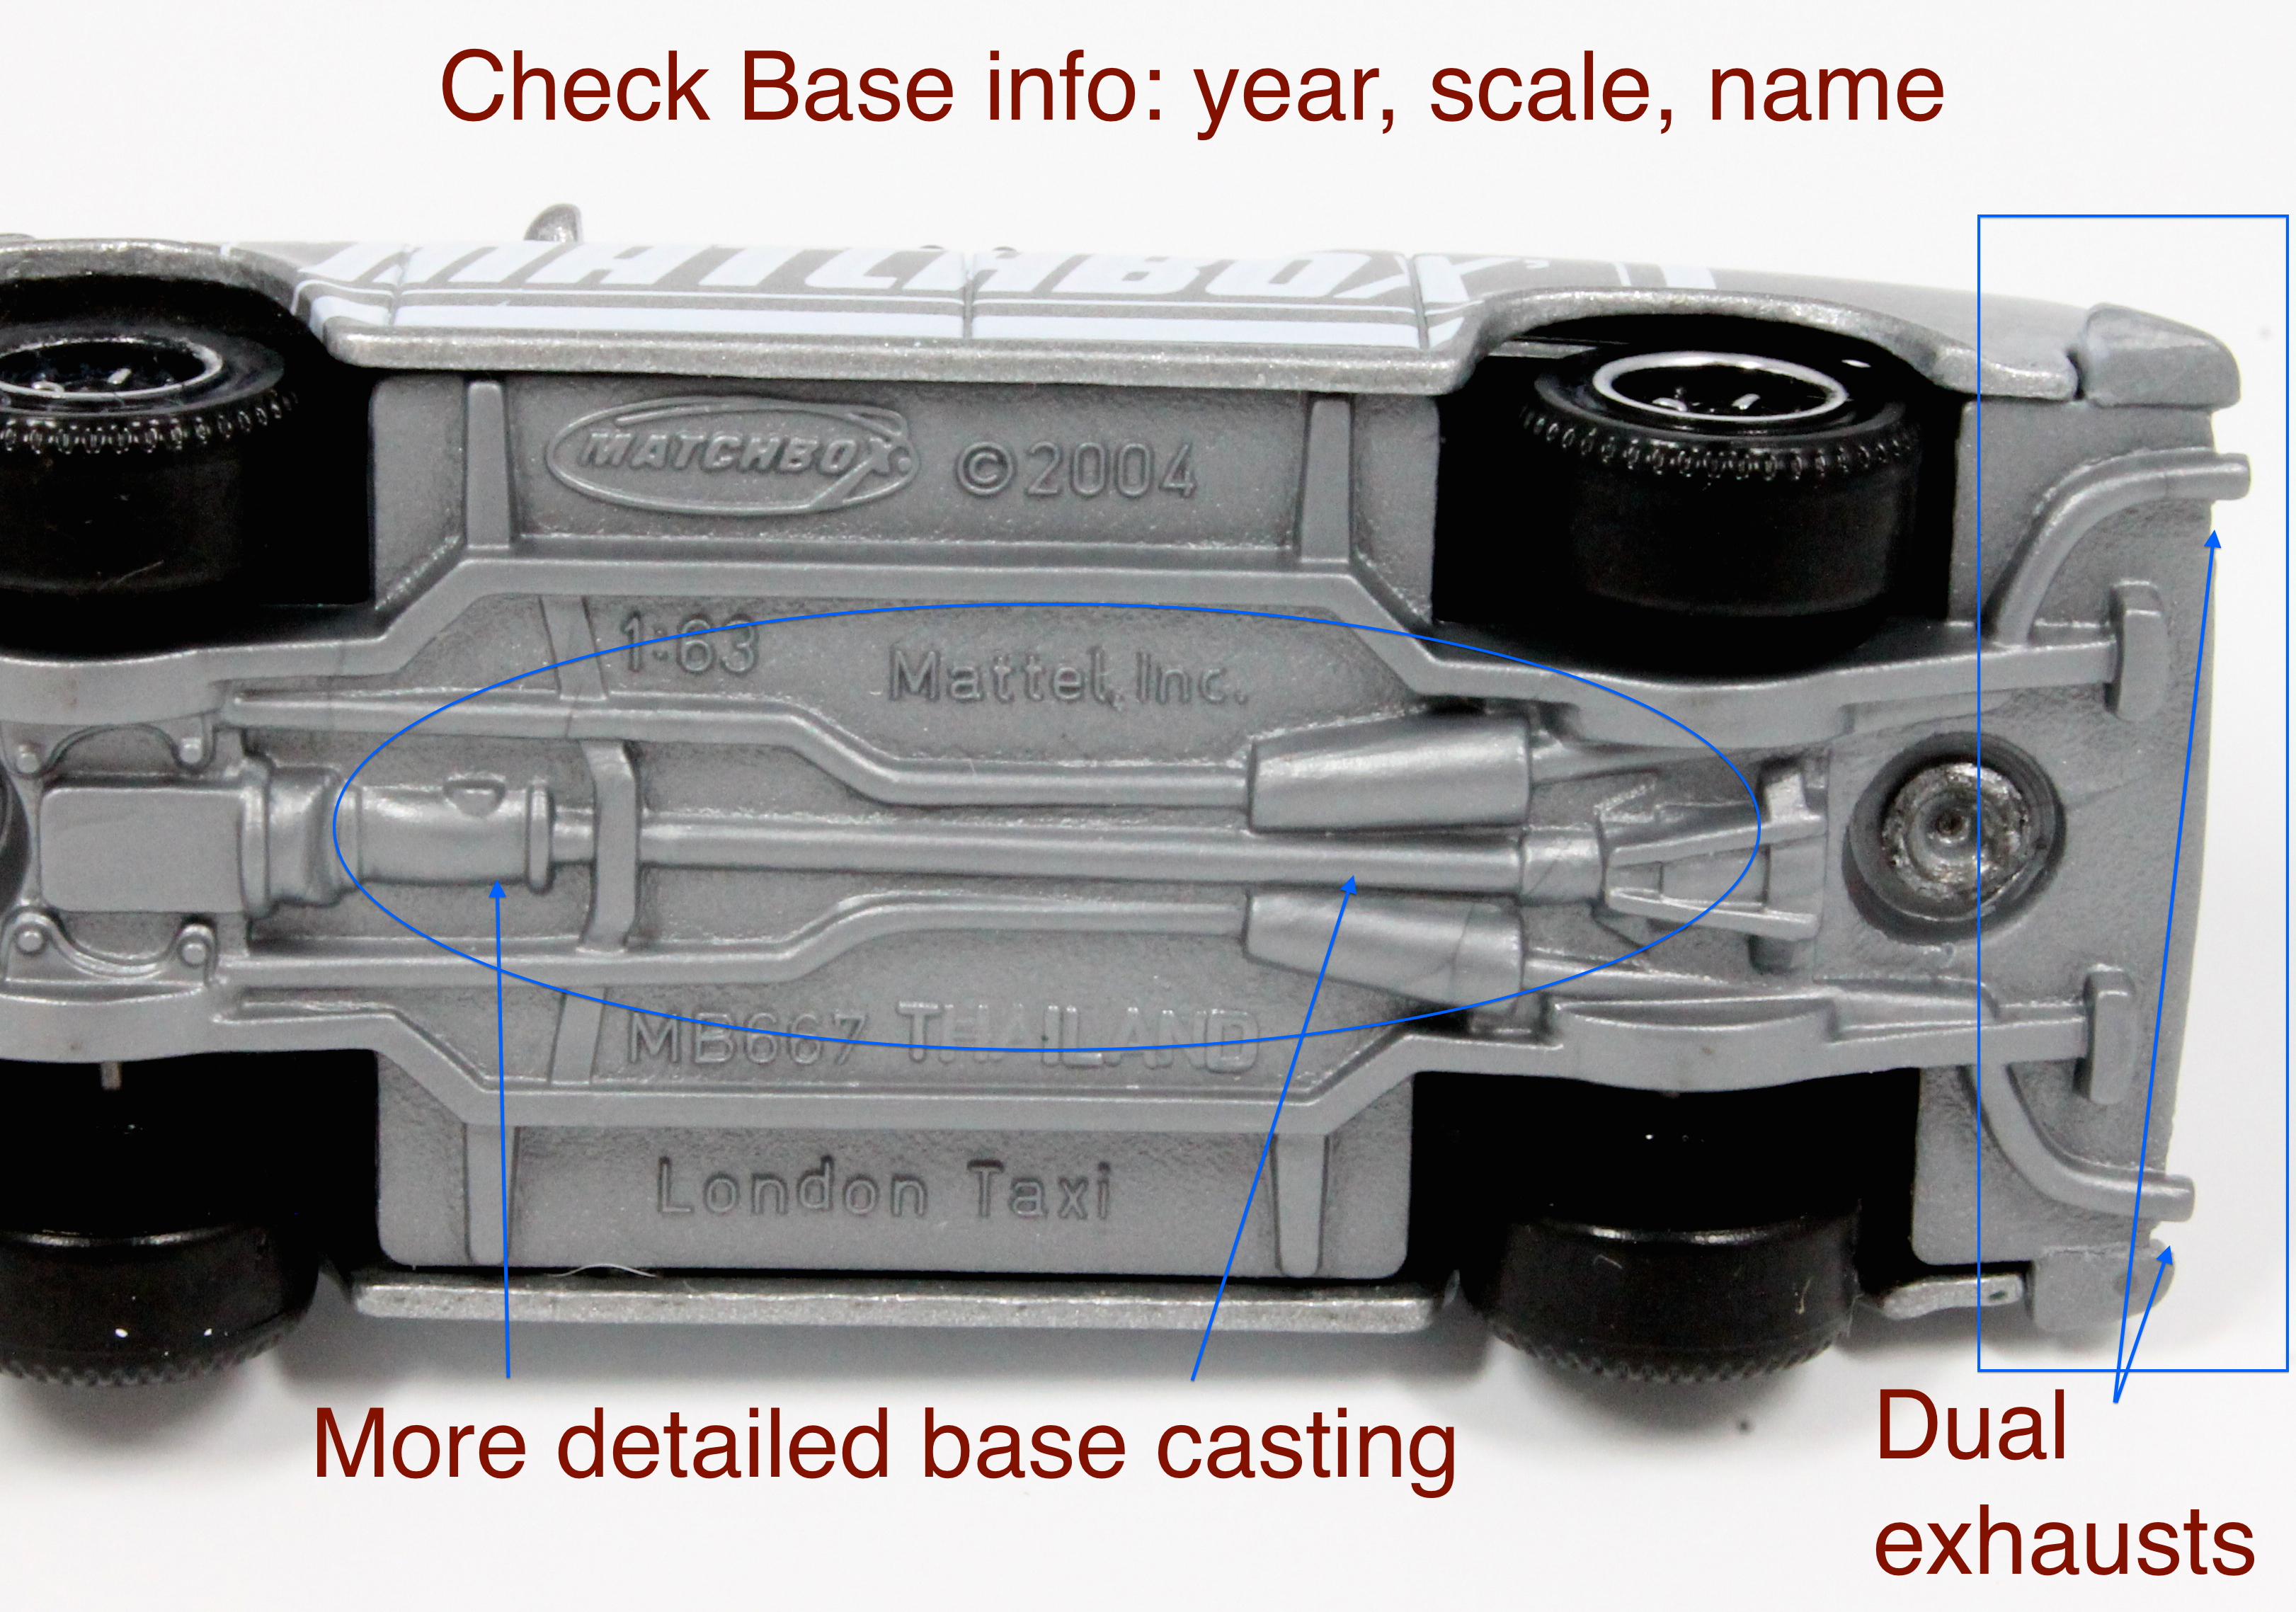 Check Base info: year, scale, name
MATCHBOX
MATCHBOX ©2004
1:63
Mattel, Inc.
MB667 THAILAND
London Taxi
More detailed base casting
Dual
exhausts